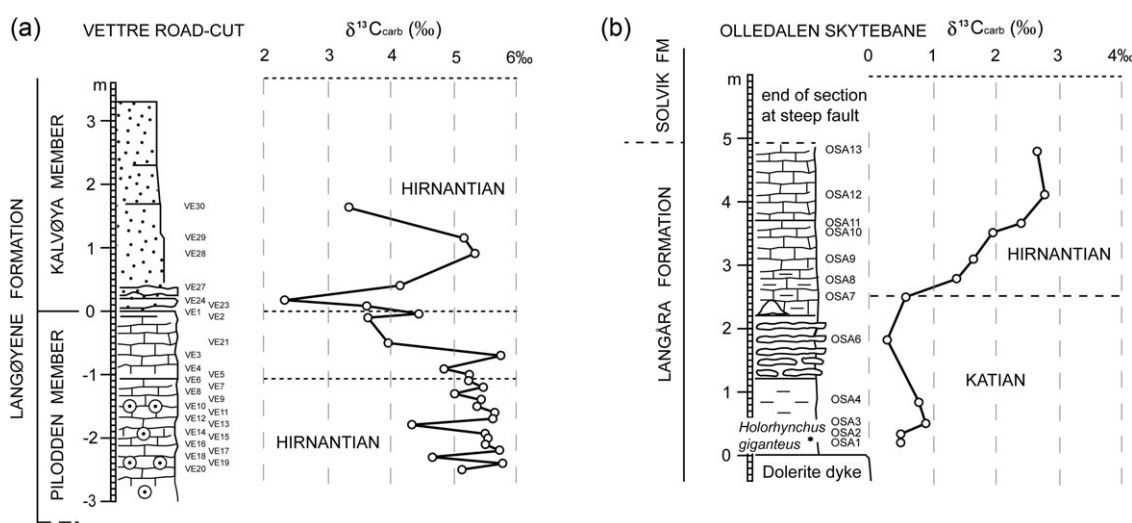 (a)
VETTRE ROAD-CUT
δ¹³Ccarb (‰)
2 3 4 5 6‰
m
3
2
1
0
-1
-2
-3
LANGØYENE FORMATION
KALVØYA MEMBER
PILODDEN MEMBER
VE30
VE29
VE28
VE27
VE24
VE23
VE1
VE2
VE21
VE3
VE4
VE5
VE6
VE7
VE8
VE9
VE10
VE11
VE12
VE13
VE14
VE15
VE16
VE17
VE18
VE19
VE20
HIRNANTIAN
HIRNANTIAN
(b)
OLLEDALEN SKYTEBANE
δ¹³Ccarb (‰)
0 1 2 3 4‰
m
SOLVIK FM
LANGÅRA FORMATION
end of section
at steep fault
5
4
3
2
1
0
OSA13
OSA12
OSA11
OSA10
OSA9
OSA8
OSA7
OSA6
OSA4
OSA3
OSA2
OSA1
Holorhynchus
giganteus *
Dolerite dyke
HIRNANTIAN
KATIAN